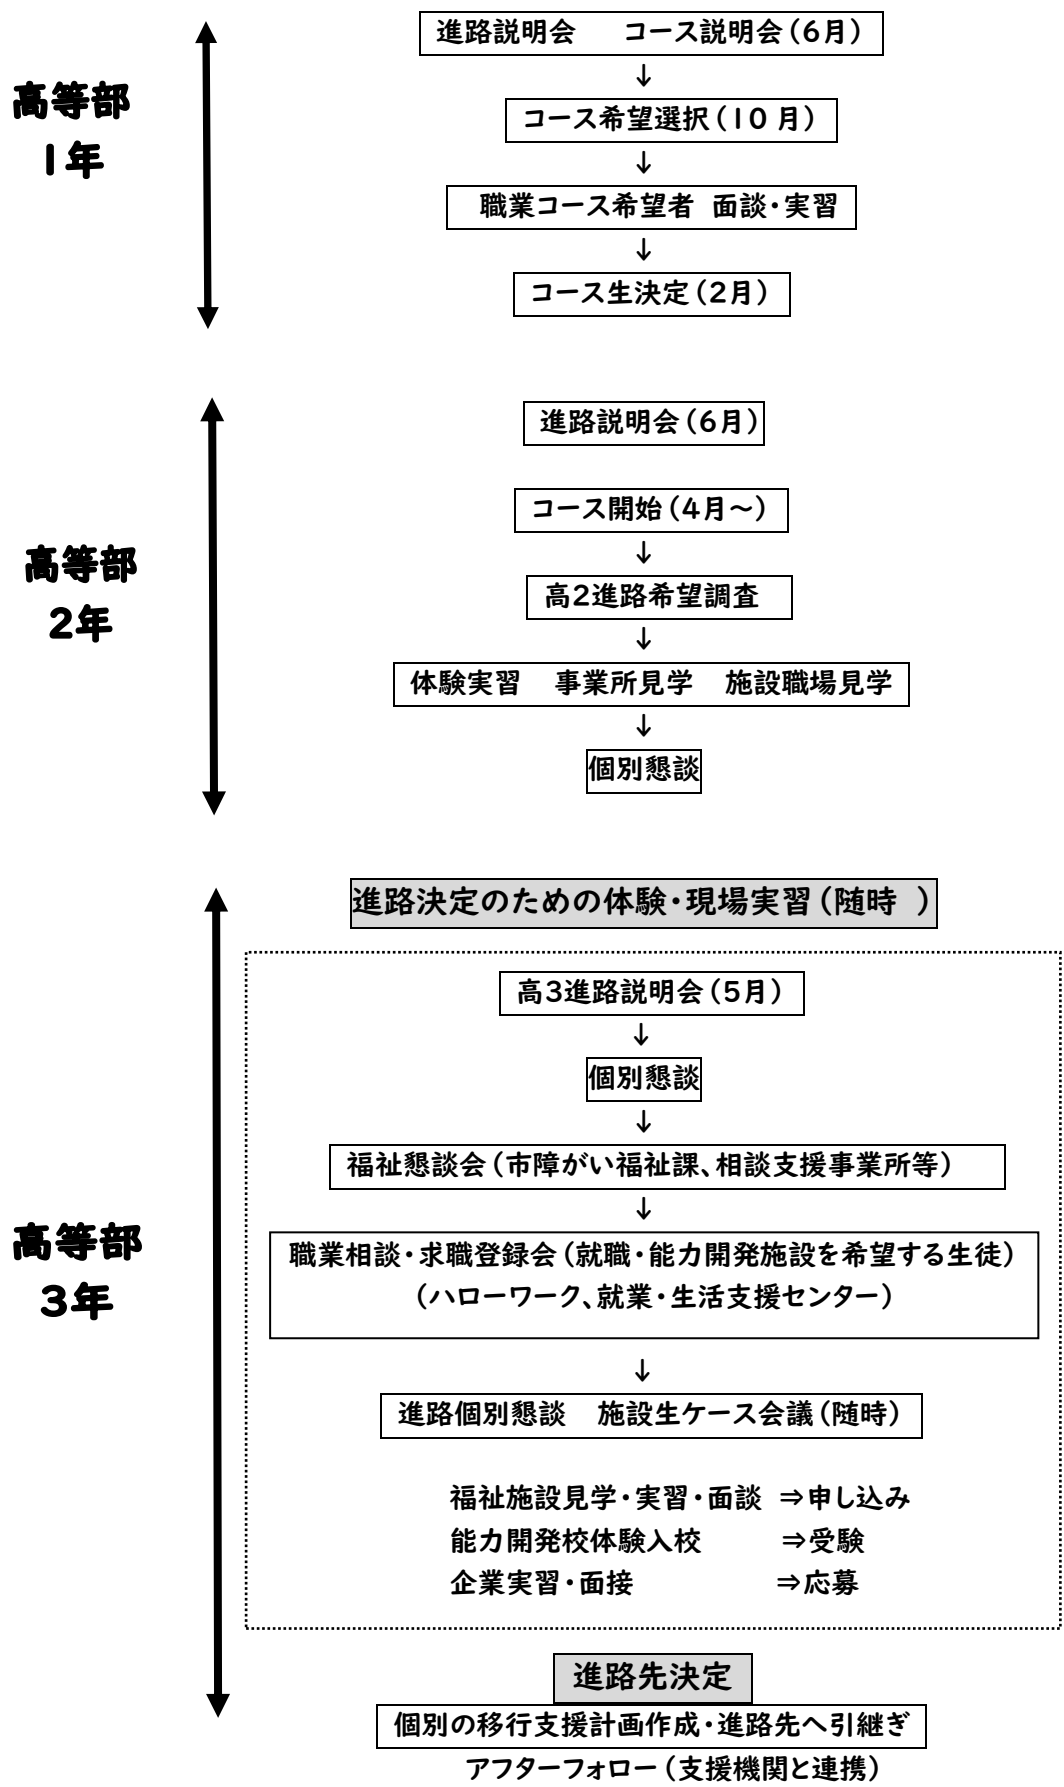 高等部
1年
進路説明会　コース説明会(6月)
↓
コース希望選択(10月)
↓
職業コース希望者　面談・実習
↓
コース生決定(2月)
高等部
2年
進路説明会(6月)
コース開始(4月～)
↓
高2進路希望調査
↓
体験実習　事業所見学　施設職場見学
↓
個別懇談
高等部
3年
進路決定のための体験・現場実習(随時　)
高3進路説明会(5月)
↓
個別懇談
↓
福祉懇談会(市障がい福祉課、相談支援事業所等)
↓
職業相談・求職登録会(就職・能力開発施設を希望する生徒)
(ハローワーク、就業・生活支援センター)
↓
進路個別懇談　施設生ケース会議(随時)
福祉施設見学・実習・面談　⇒申し込み
能力開発校体験入校　⇒受験
企業実習・面接　⇒応募
進路先決定
個別の移行支援計画作成・進路先へ引継ぎ
アフターフォロー(支援機関と連携)